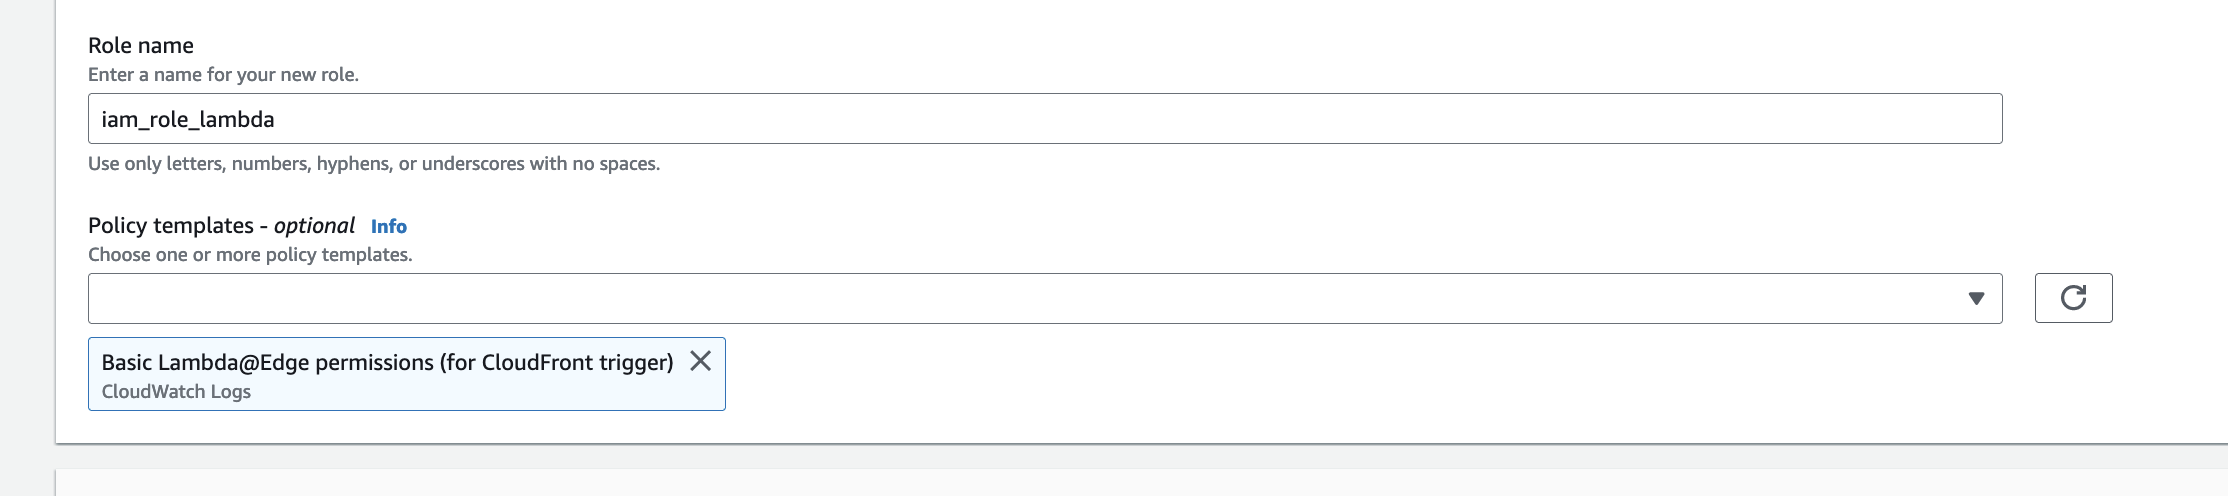 Role name
Enter a name for your new role.
iam_role_lambda
Use only letters, numbers, hyphens, or underscores with no spaces.
Policy templates - optional Info
Choose one or more policy templates.
Basic Lambda@Edge permissions (for CloudFront trigger)
CloudWatch Logs